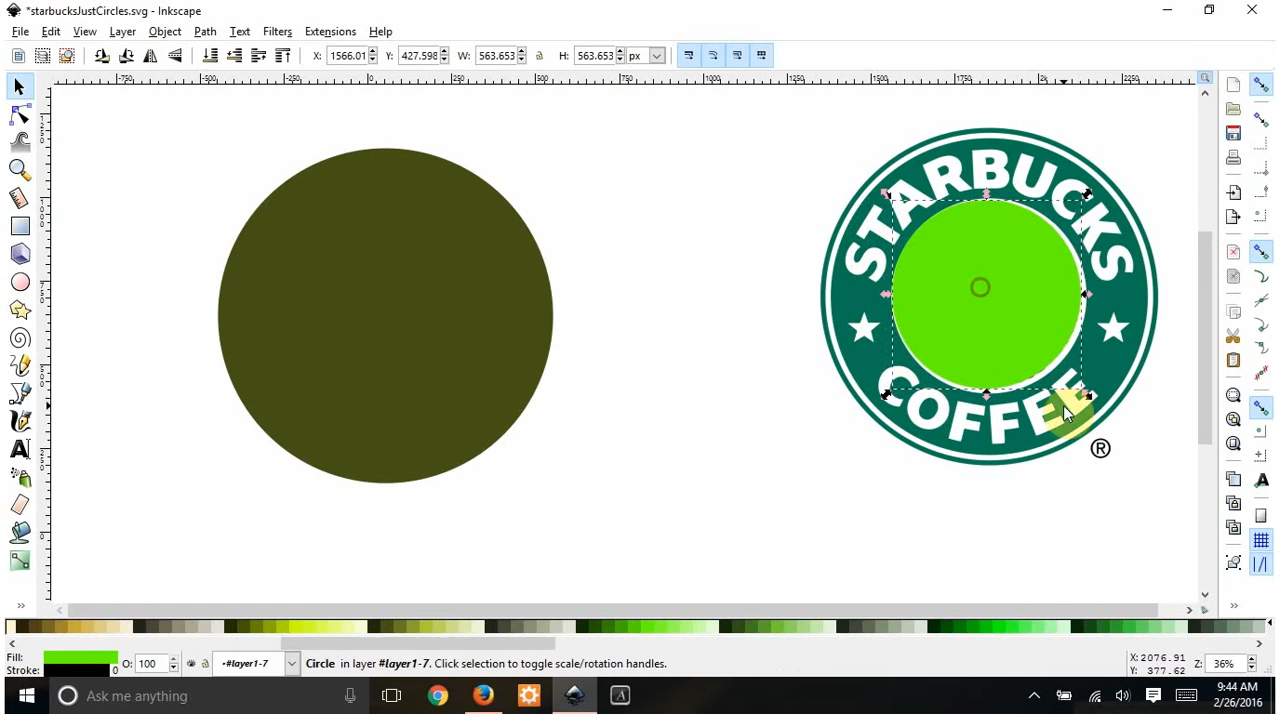 *starbucksJustCircles.svg - Inkscape
File Edit View Layer Object Path Text Filters Extensions Help
X: 1566.01 Y: 427.598 W: 563.653 H: 563.653 px
STARBUCKS
COFFEE
®
Fill:
Stroke: 0
O: 100
•#layer1-7
Circle in layer #layer1-7. Click selection to toggle scale/rotation handles.
X: 2076.91
Y: 377.62
Z: 36%
Ask me anything
9:44 AM
2/26/2016